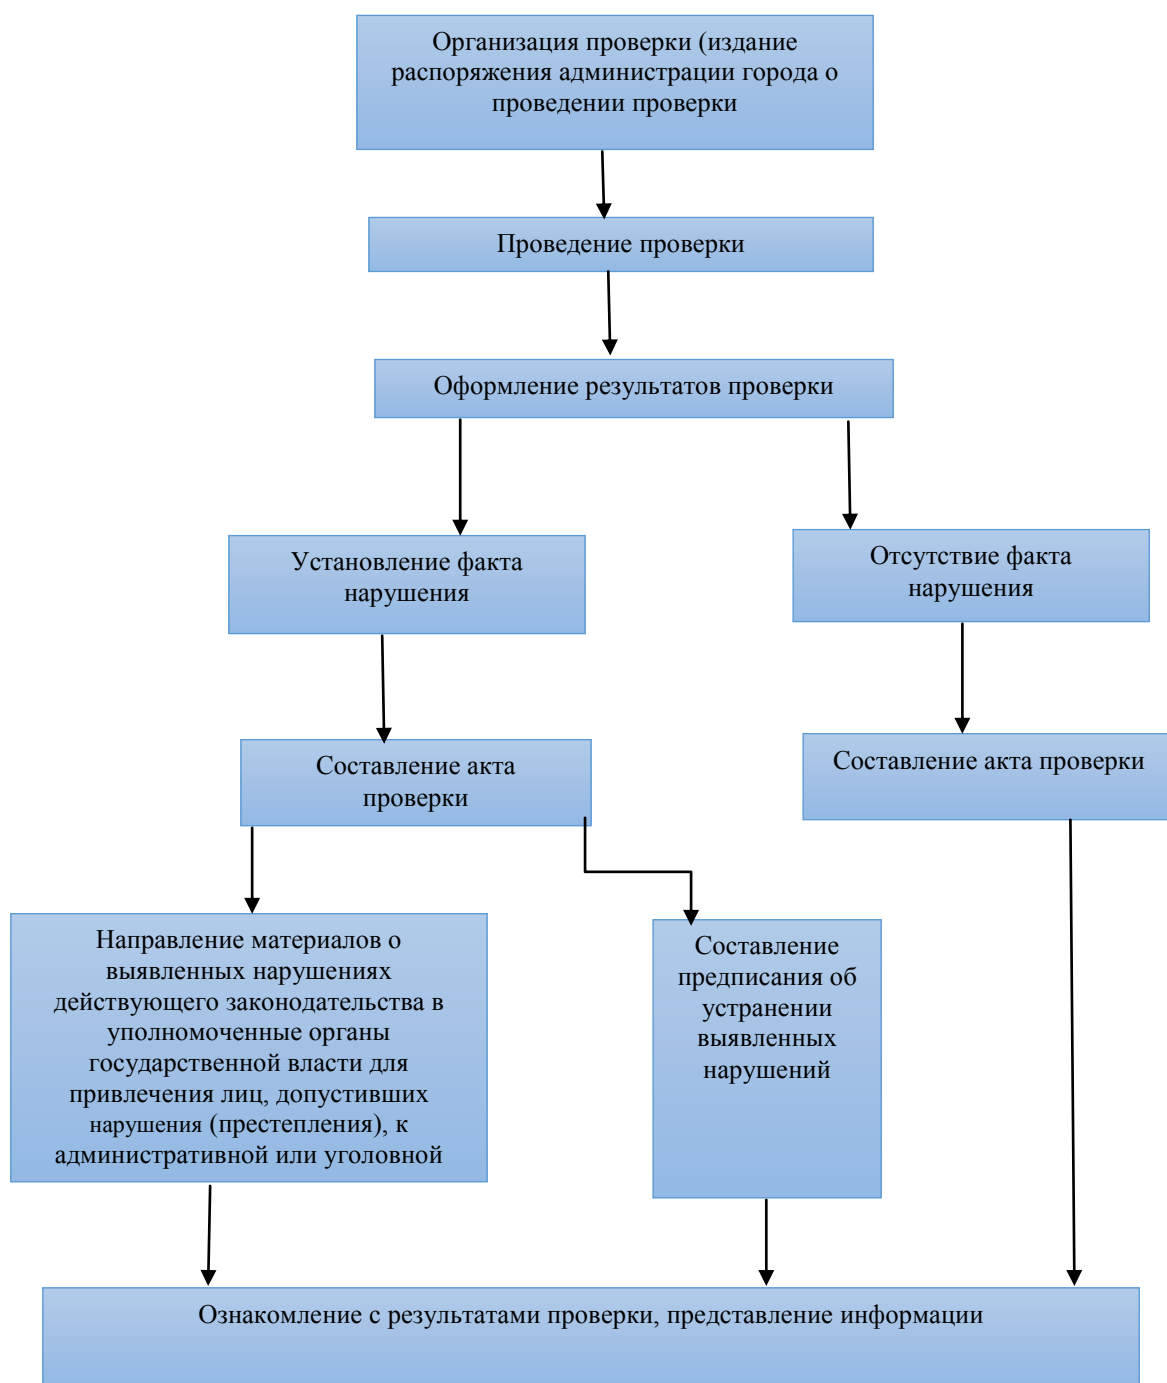 Организация проверки (издание
распоряжения администрации города о
проведении проверки
Проведение проверки
Оформление результатов проверки
Установление факта
нарушения
Отсутствие факта
нарушения
Составление акта
проверки
Составление акта проверки
Направление материалов о
выявленных нарушениях
действующего законодательства в
уполномоченные органы
государственной власти для
привлечения лиц, допустивших
нарушения (престепления), к
административной или уголовной
Составление
предписания об
устранении
выявленных
нарушений
Ознакомление с результатами проверки, представление информации